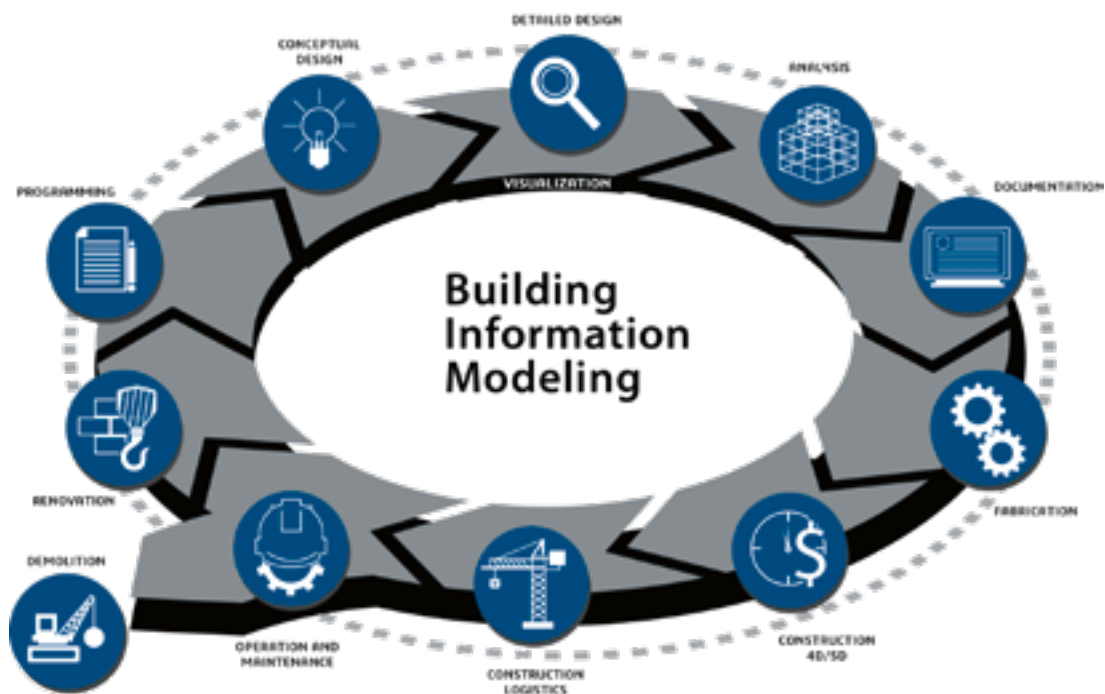 DETAILED DESIGN
CONCEPTUAL
DESIGN
ANALYSIS
PROGRAMMING
VISUALIZATION
DOCUMENTATION
Building
Information
Modeling
RENOVATION
FABRICATION
DEMOLITION
OPERATION AND
MAINTENANCE
CONSTRUCTION
LOGISTICS
CONSTRUCTION
4D/5D
$